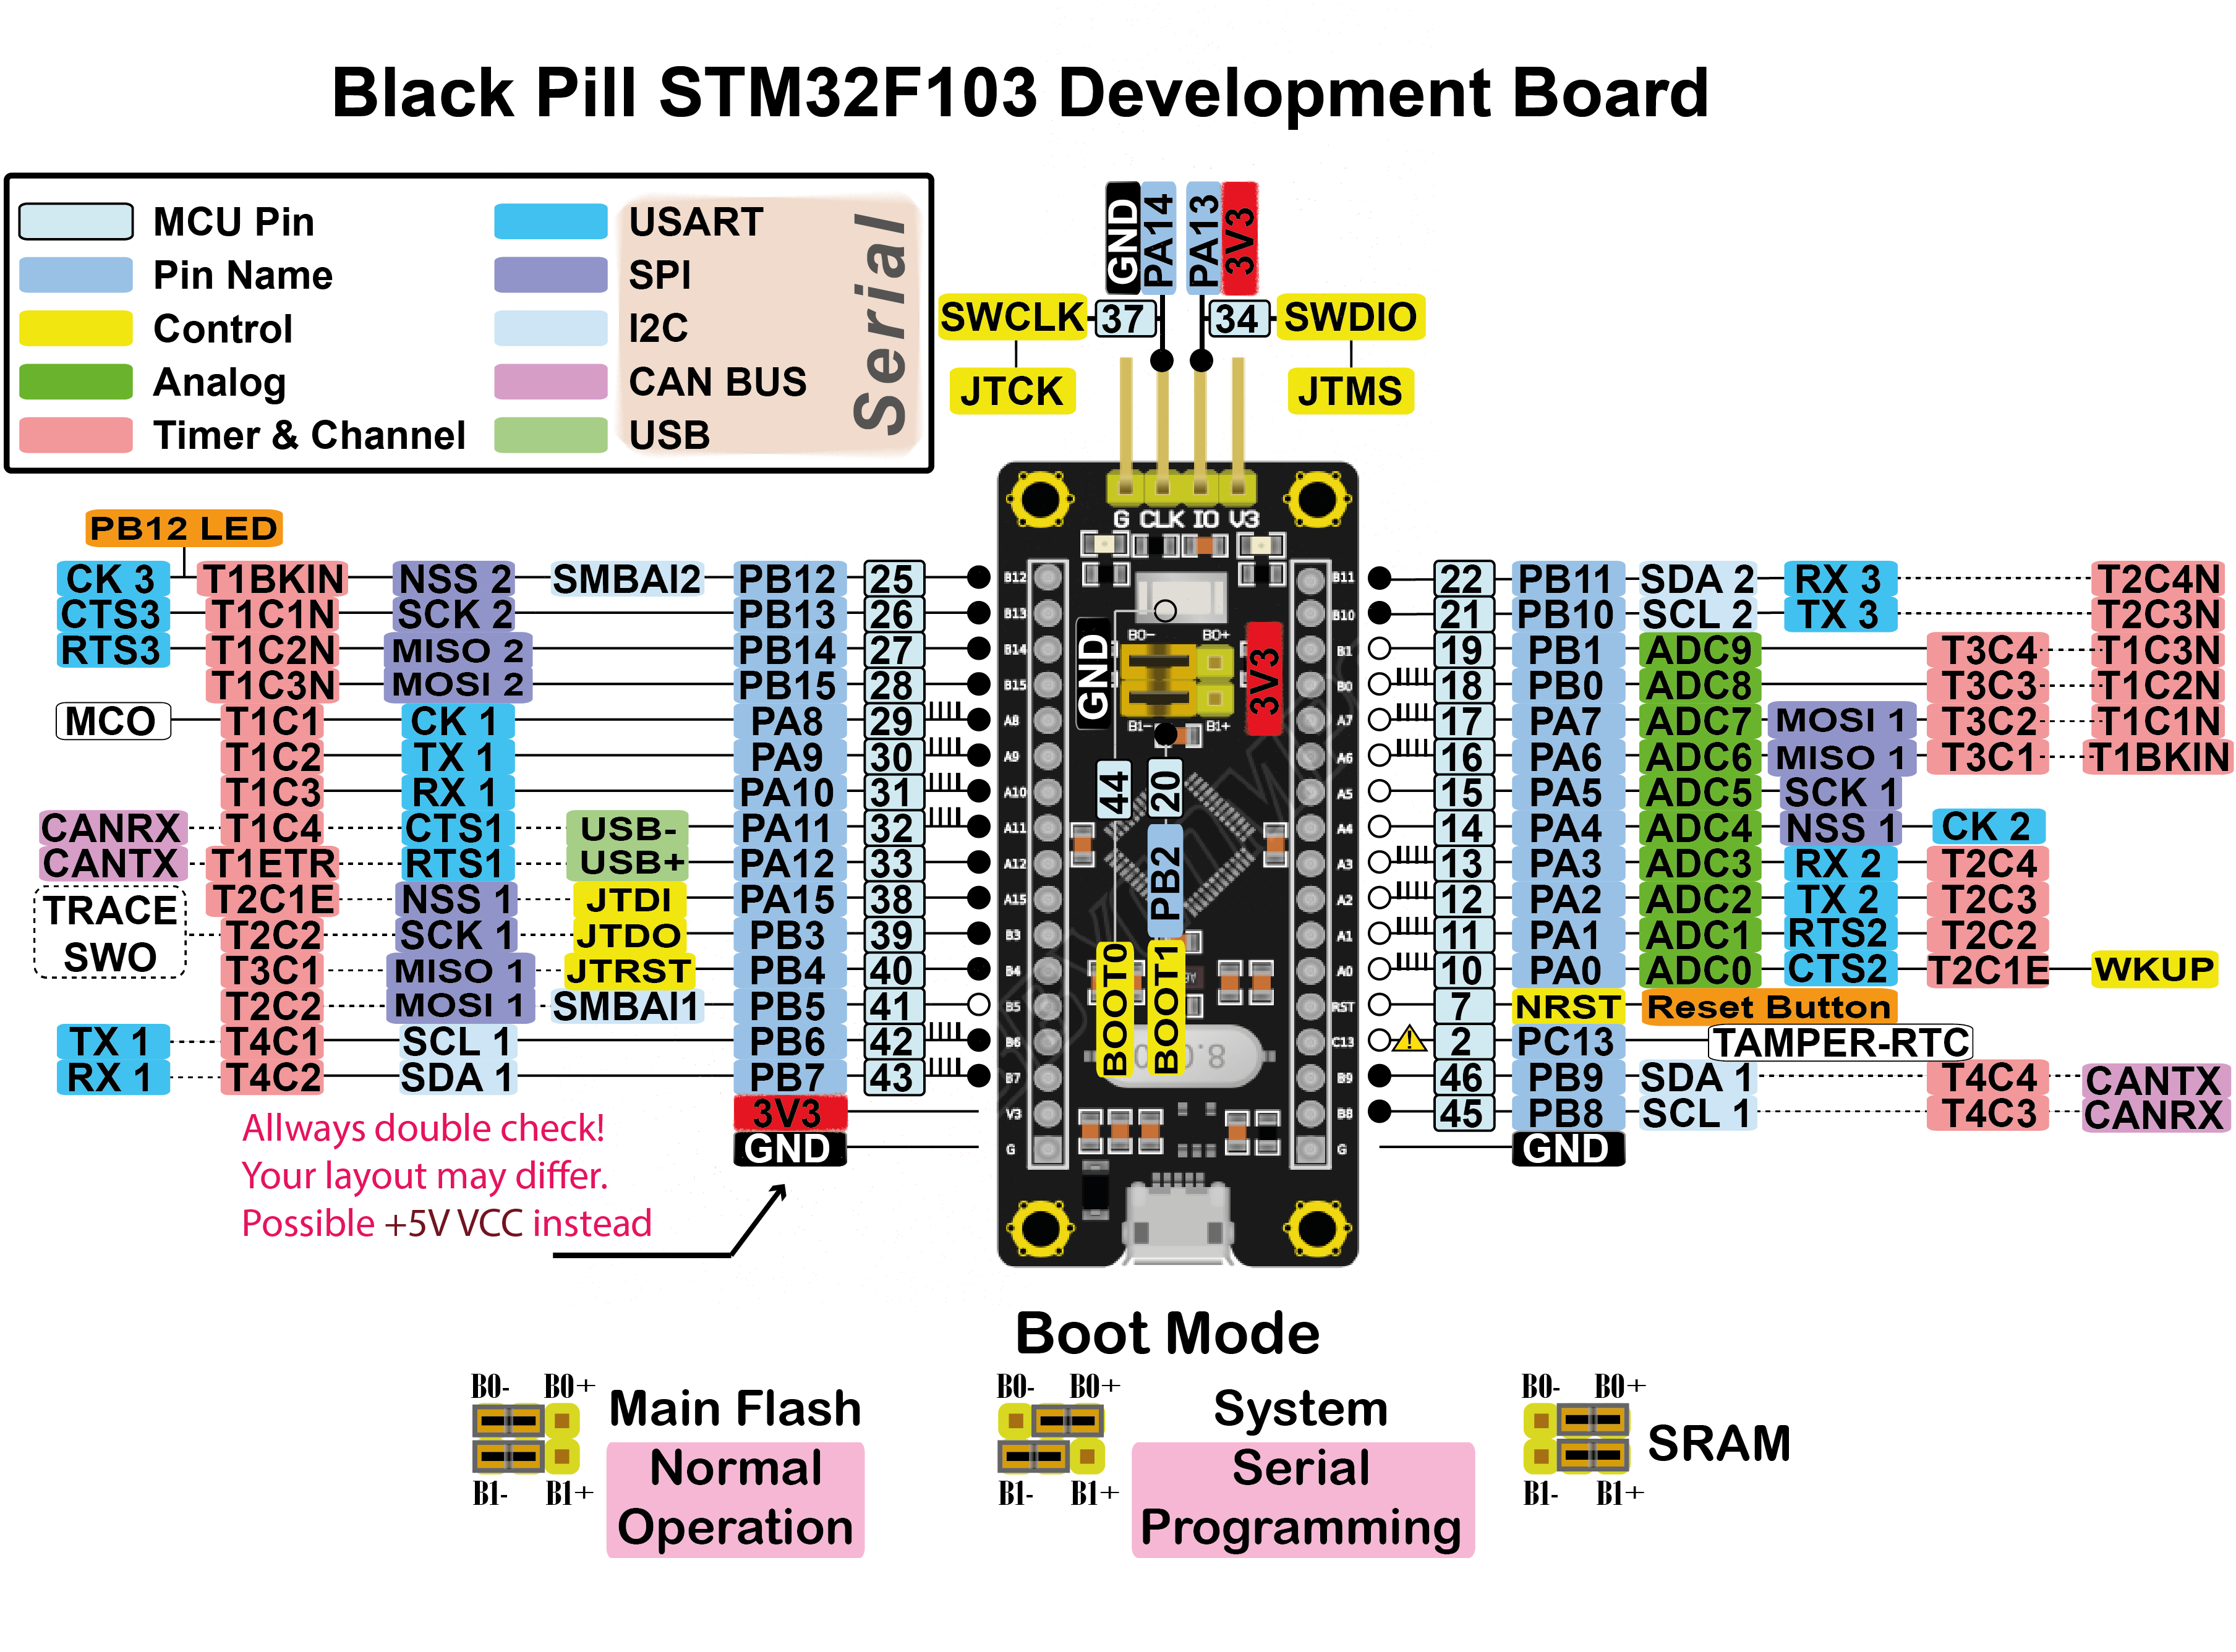 Black Pill STM32F103 Development Board
MCU Pin USART
Pin Name SPI
Control I2C
Analog CAN BUS
Timer & Channel USB
Serial
GND PA14 PA13 3V3
SWCLK 37 34 SWDIO
JTCK JTMS
G CLK IO V3
PB12 LED
CK 3 T1BKIN NSS 2 SMBAI2 PB12 25 B12 B11 22 PB11 SDA 2 RX 3 T2C4N
CTS3 T1C1N SCK 2 PB13 26 B13 B10 21 PB10 SCL 2 TX 3 T2C3N
RTS3 T1C2N MISO 2 PB14 27 B14 B1 19 PB1 ADC9 T3C4 T1C3N
T1C3N MOSI 2 PB15 28 B15 B0 18 PB0 ADC8 T3C3 T1C2N
MCO T1C1 CK 1 PA8 29 A8 A7 17 PA7 ADC7 MOSI 1 T3C2 T1C1N
T1C2 TX 1 PA9 30 A9 A6 16 PA6 ADC6 MISO 1 T3C1 T1BKIN
T1C3 RX 1 PA10 31 A10 A5 15 PA5 ADC5 SCK 1
CANRX T1C4 CTS1 USB- PA11 32 A11 A4 14 PA4 ADC4 NSS 1 CK 2
CANTX T1ETR RTS1 USB+ PA12 33 A12 A3 13 PA3 ADC3 RX 2 T2C4
T2C1E NSS 1 JTDI PA15 38 A15 A2 12 PA2 ADC2 TX 2 T2C3
TRACE
SWO
T2C2 SCK 1 JTDO PB3 39 B3 A1 11 PA1 ADC1 RTS2 T2C2
T3C1 MISO 1 JTRST PB4 40 B4 A0 10 PA0 ADC0 CTS2 T2C1E WKUP
T2C2 MOSI 1 SMBAI1 PB5 41 B5 RST 7 NRST Reset Button
TX 1 T4C1 SCL 1 PB6 42 B6 C13 2 PC13 TAMPER-RTC
RX 1 T4C2 SDA 1 PB7 43 B7 B9 46 PB9 SDA 1 T4C4 CANTX
3V3 V3 B8 45 PB8 SCL 1 T4C3 CANRX
GND G G GND
B0- B0+
GND 3V3
B1- B1+
44 20
PB2
BOOT0 BOOT1
8.0
Allways double check!
Your layout may differ.
Possible +5V VCC instead
Boot Mode
B0- B0+ B0- B0+ B0- B0+
Main Flash System SRAM
Normal Serial
B1- B1+ B1- B1+ B1- B1+
Operation Programming